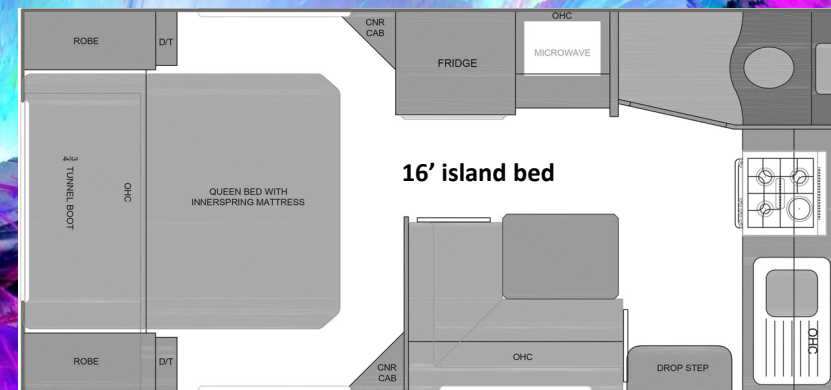 ROBE
D/T
CNR
CAB
FRIDGE
OHC
MICROWAVE
16' island bed
3/4 TUNNEL BOOT
OHC
QUEEN BED WITH
INNERSPRING MATTRESS
OHC
ROBE
D/T
CNR
CAB
OHC
DROP STEP